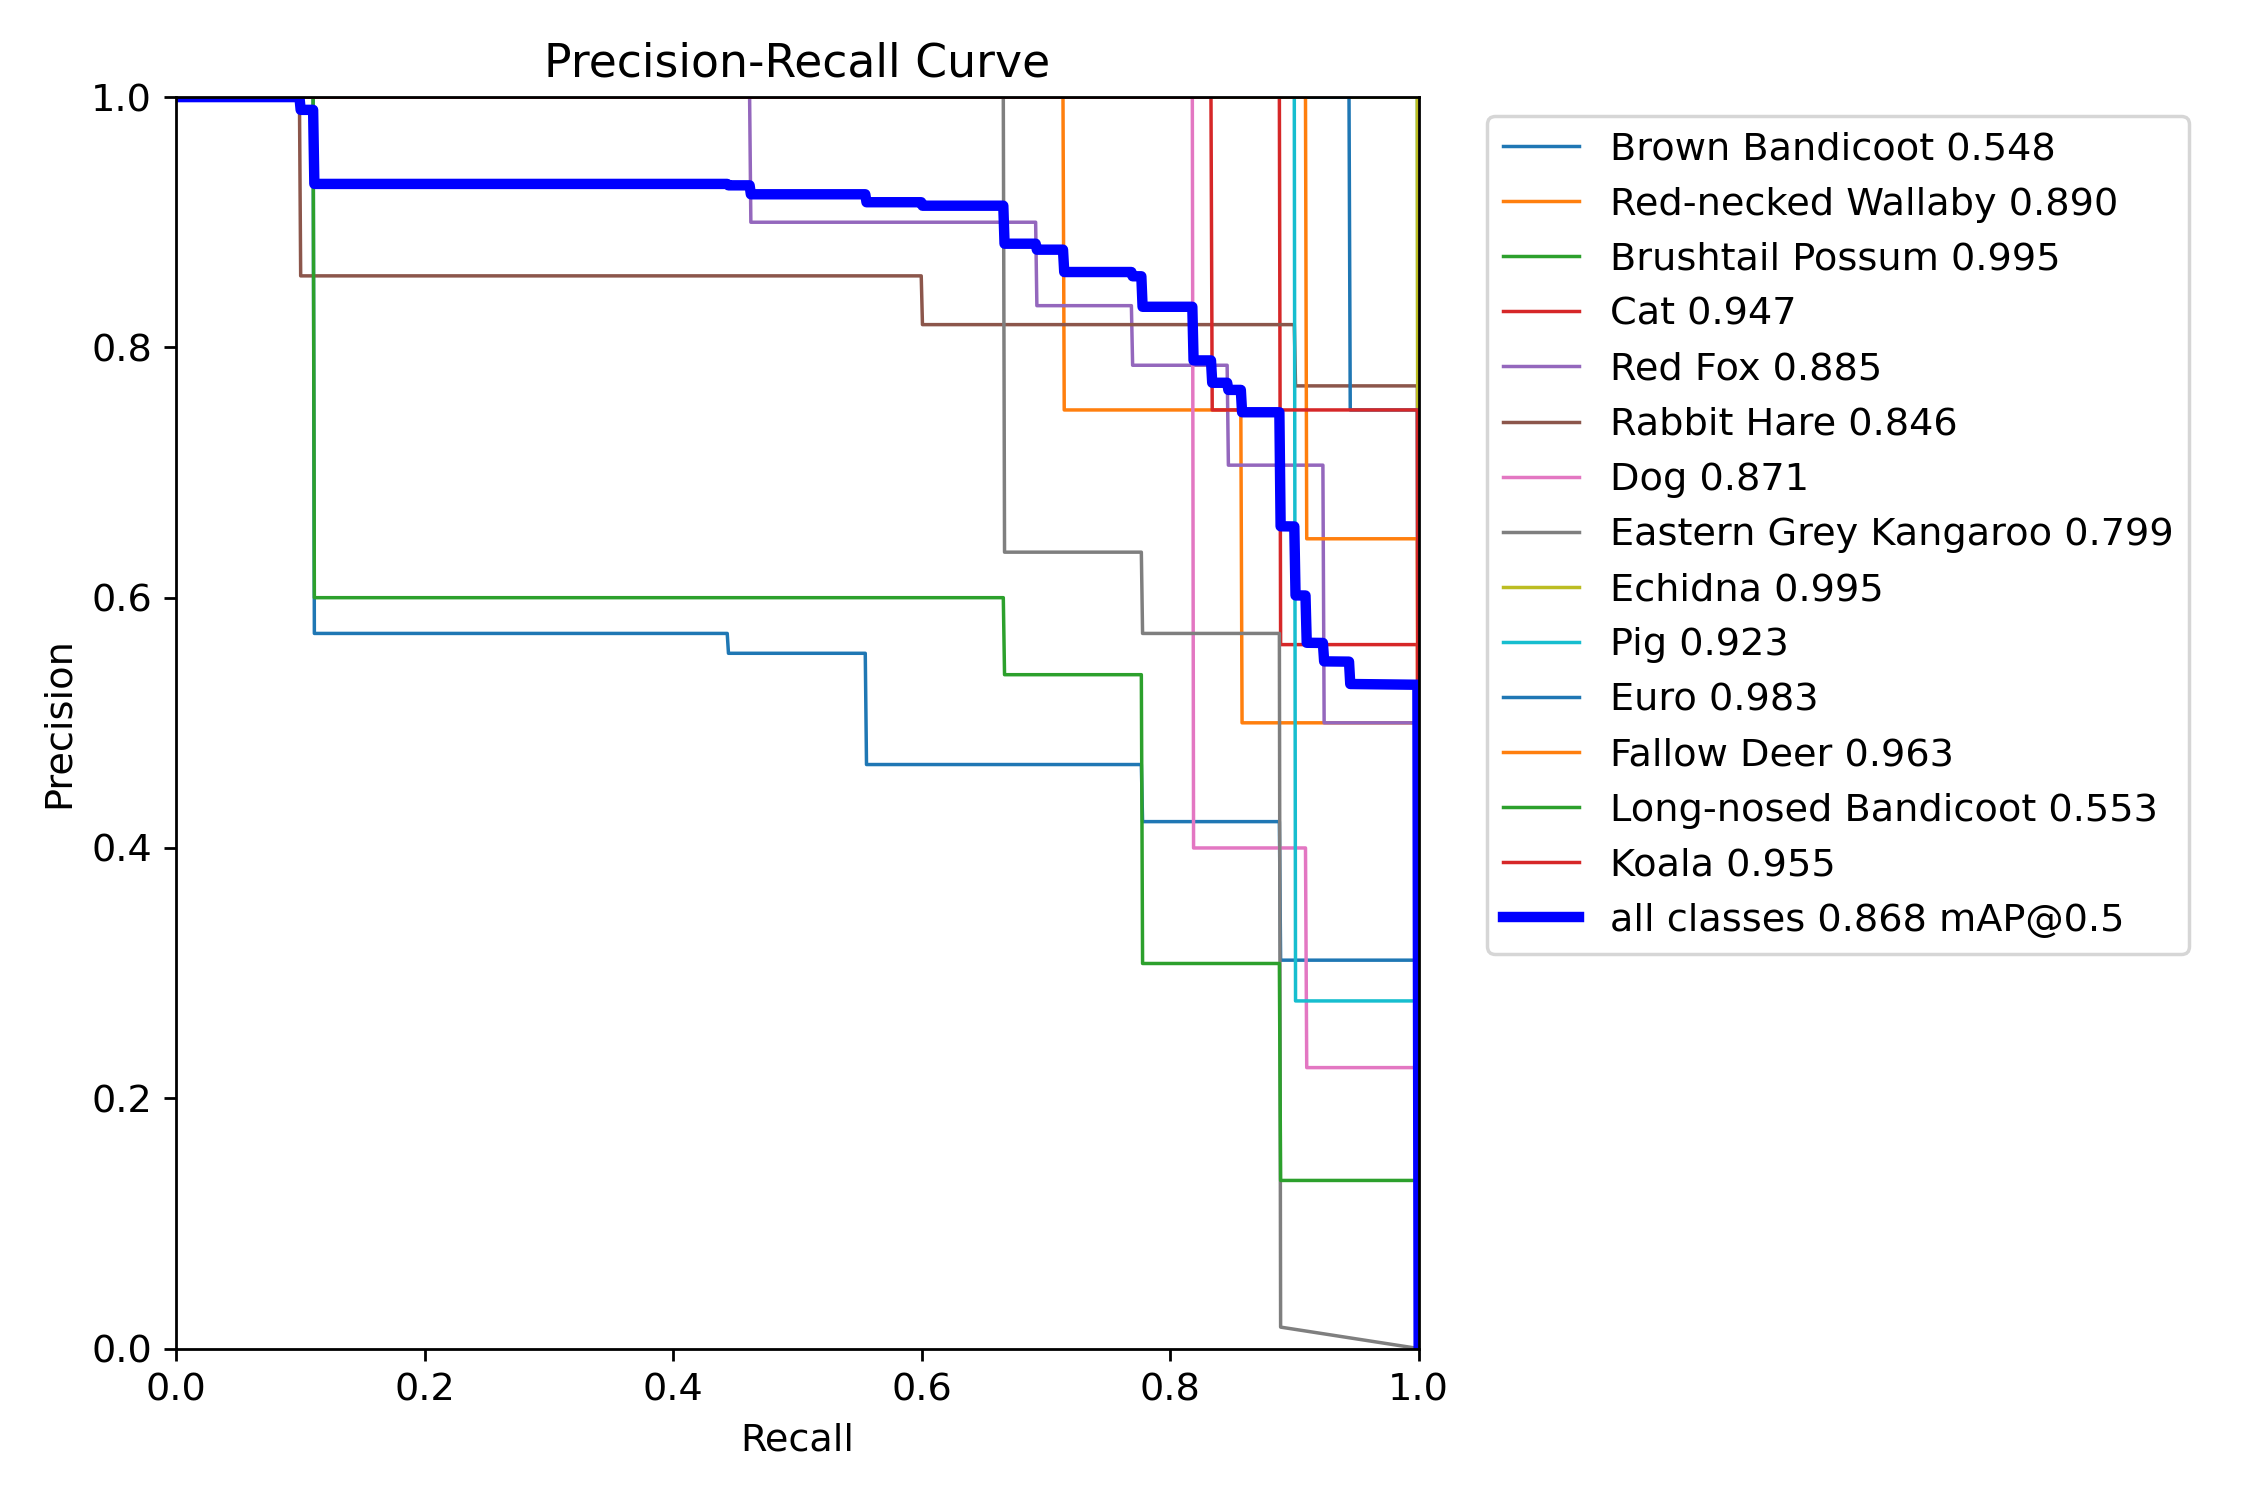 Precision-Recall Curve
1.0
0.8
0.6
0.4
0.2
0.0
Precision
0.0 0.2 0.4 0.6 0.8 1.0
Recall
Brown Bandicoot 0.548
Red-necked Wallaby 0.890
Brushtail Possum 0.995
Cat 0.947
Red Fox 0.885
Rabbit Hare 0.846
Dog 0.871
Eastern Grey Kangaroo 0.799
Echidna 0.995
Pig 0.923
Euro 0.983
Fallow Deer 0.963
Long-nosed Bandicoot 0.553
Koala 0.955
all classes 0.868 mAP@0.5